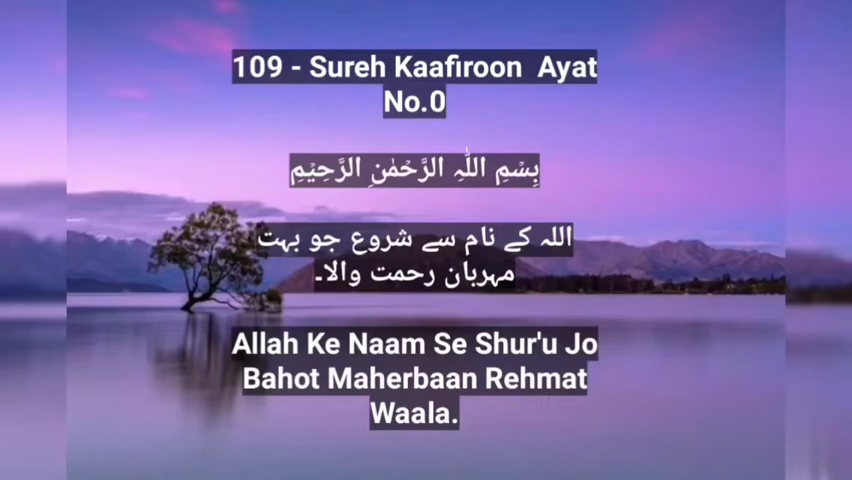 109 - Sureh Kaafiroon  Ayat
No.0
بِسۡمِ اللّٰہِ الرَّحۡمٰنِ الرَّحِیۡمِ
اللہ کے نام سے شروع جو بہت
مہربان رحمت والا۔
Allah Ke Naam Se Shur'u Jo
Bahot Maherbaan Rehmat
Waala.